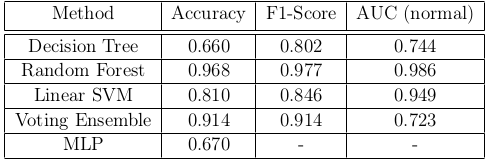 Method Accuracy F1-Score AUC (normal)
Decision Tree 0.660 0.802 0.744
Random Forest 0.968 0.977 0.986
Linear SVM 0.810 0.846 0.949
Voting Ensemble 0.914 0.914 0.723
MLP 0.670 - -